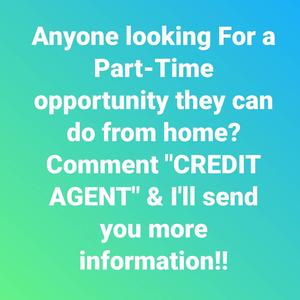 Anyone looking For a
Part-Time
opportunity they can
do from home?
Comment "CREDIT
AGENT" & I'll send
you more
information!!